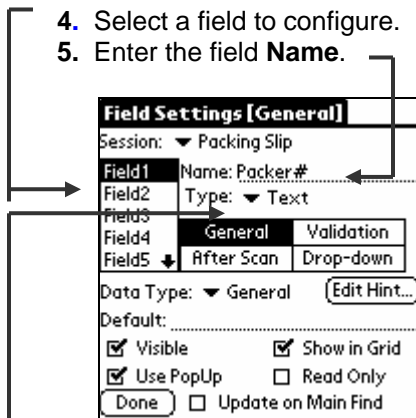 4. Select a field to configure.
5. Enter the field Name.
Field Settings [General]
Session: Packing Slip
Field1
Field2
Field3
Field4
Field5
Name: Packer#
Type: Text
General Validation
After Scan Drop-down
Data Type: General Edit Hint...
Default:
Visible Show in Grid
Use PopUp Read Only
Done Update on Main Find